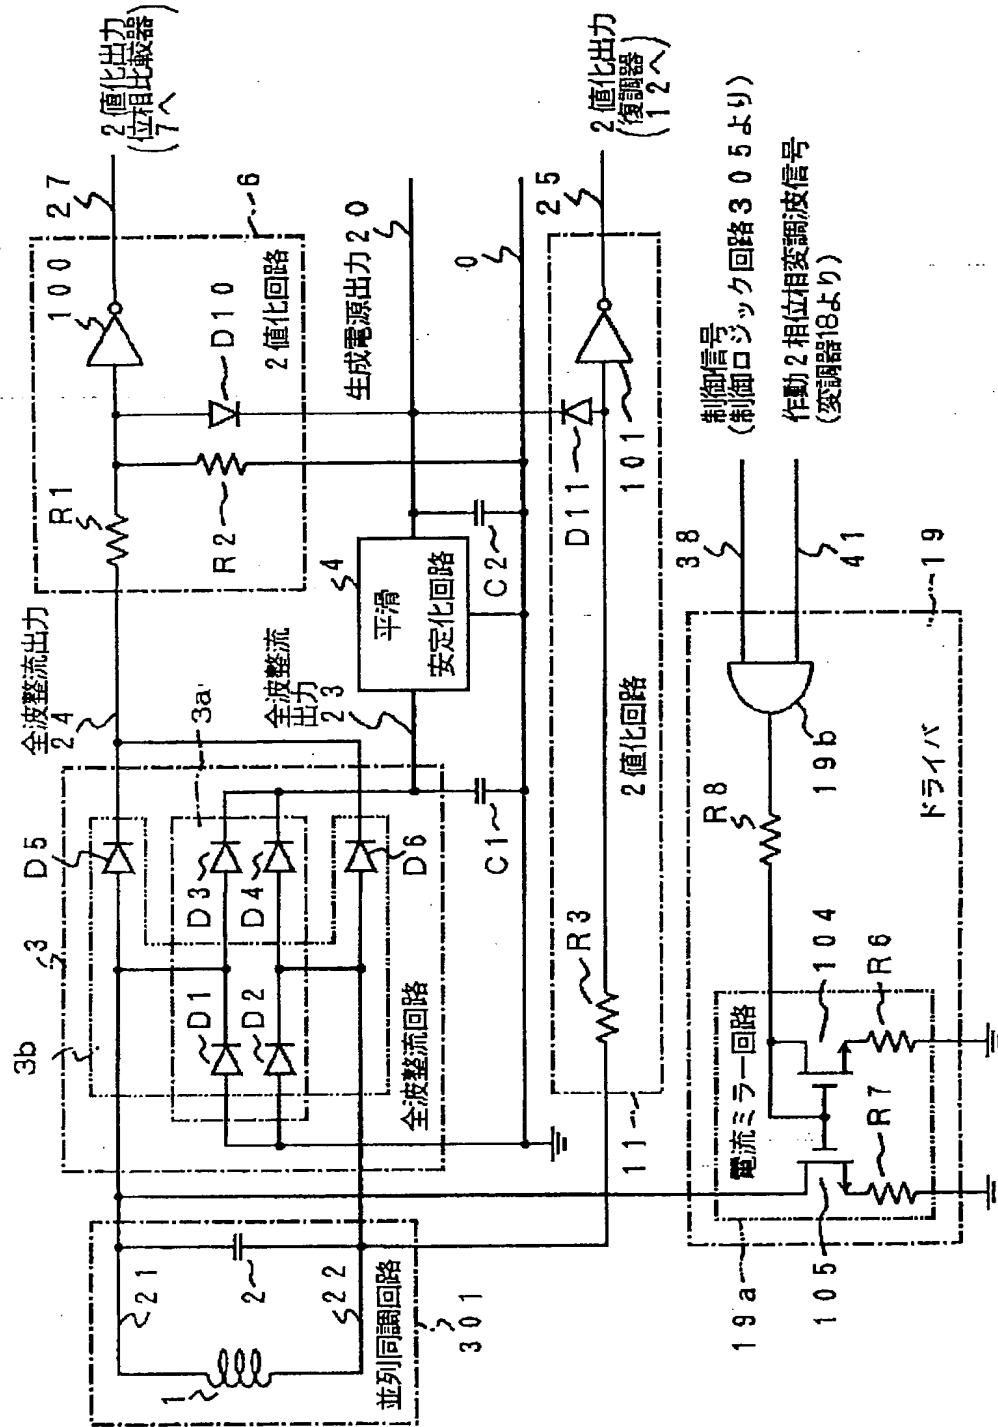 2値化出力
(位相比較器)
7へ
27
100
6
D10
2値化回路
R1
R2
全波整流出力
24
生成電源出力20
0
4
平滑
安定化回路
C2
全波整流
出力
23
3a
D5
3
3b
D3
D4
D1
D2
D6
C1
全波整流回路
2値化出力
(復調器)
(12へ)
25
D11
101
2値化回路
R3
11
21
2
22
1
並列同調回路
301
制御信号
(制御ロジック回路305より)
作動2相位相変調波信号
(変調器18より)
38
41
19
19b
R8
ドライバ
電流ミラー回路
104
R6
R7
19a
105